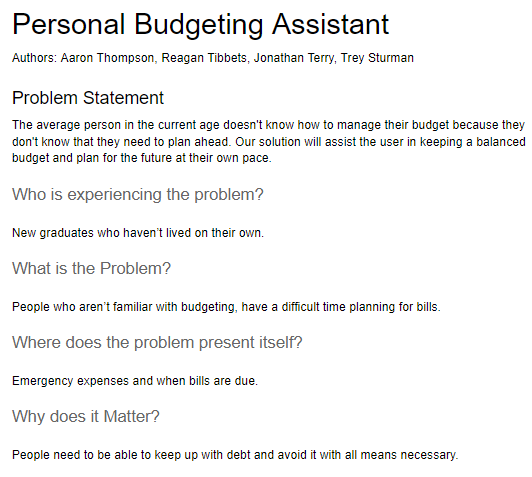 Personal Budgeting Assistant
Authors: Aaron Thompson, Reagan Tibbets, Jonathan Terry, Trey Sturman
Problem Statement
The average person in the current age doesn't know how to manage their budget because they
don't know that they need to plan ahead. Our solution will assist the user in keeping a balanced
budget and plan for the future at their own pace.
Who is experiencing the problem?
New graduates who haven’t lived on their own.
What is the Problem?
People who aren’t familiar with budgeting, have a difficult time planning for bills.
Where does the problem present itself?
Emergency expenses and when bills are due.
Why does it Matter?
People need to be able to keep up with debt and avoid it with all means necessary.